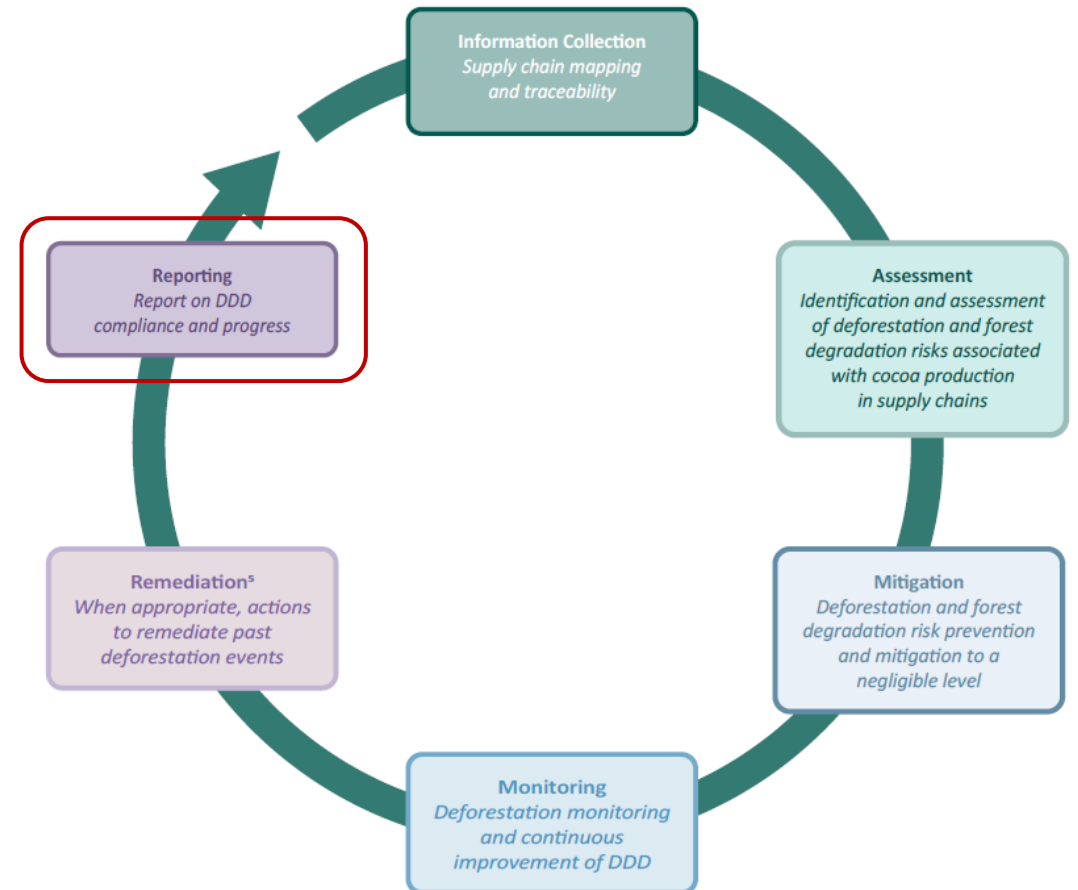 Information Collection
Supply chain mapping
and traceability
Assessment
Identification and assessment
of deforestation and forest
degradation risks associated
with cocoa production
in supply chains
Mitigation
Deforestation and forest
degradation risk prevention
and mitigation to a
negligible level
Monitoring
Deforestation monitoring
and continuous
improvement of DDD
Remediation⁵
When appropriate, actions
to remediate past
deforestation events
Reporting
Report on DDD
compliance and progress